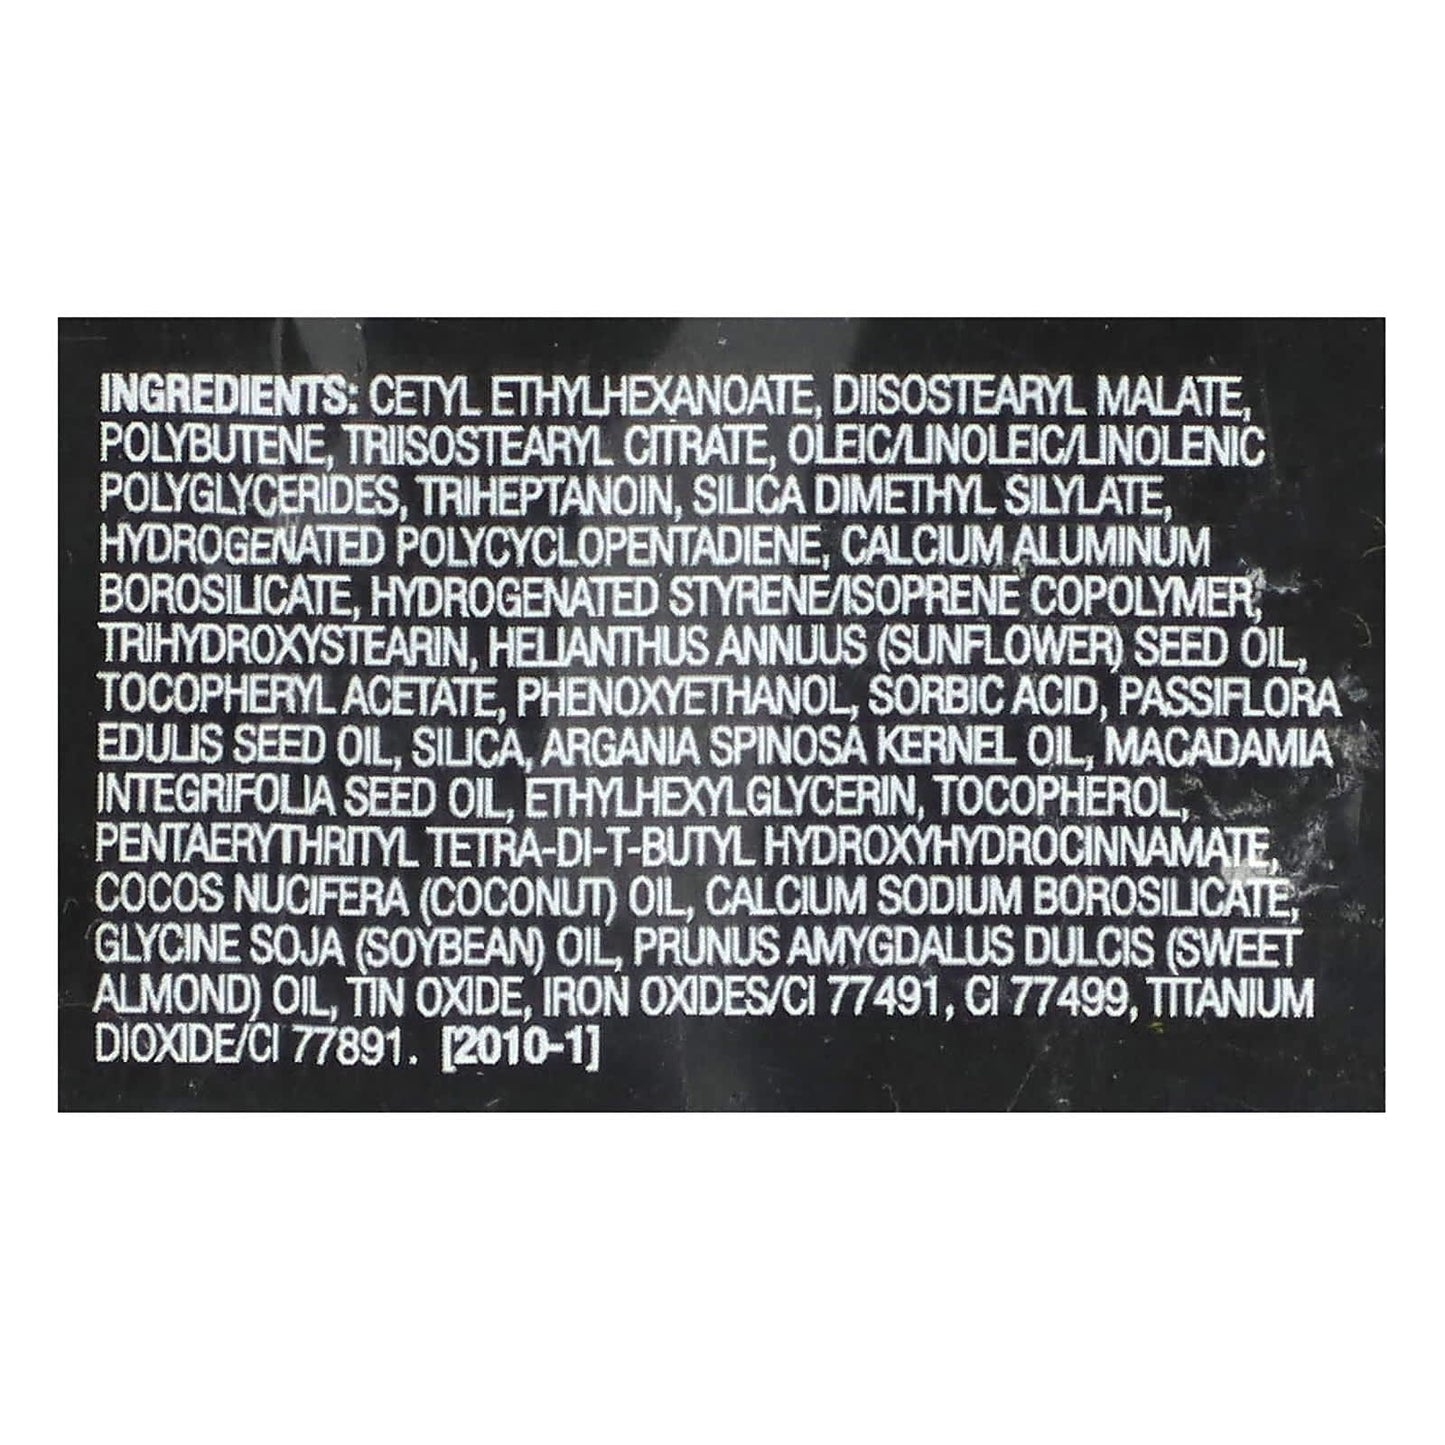 INGREDIENTS: CETYL ETHYLHEXANOATE, DIISOSTEARYL MALATE,
POLYBUTENE, TRIISOSTEARYL CITRATE, OLEIC/LINOLEIC/LINOLENIC
POLYGLYCERIDES, TRIHEPTANOIN, SILICA DIMETHYL SILYLATE,
HYDROGENATED POLYCYCLOPENTADIENE, CALCIUM ALUMINUM
BOROSILICATE, HYDROGENATED STYRENE/ISOPRENE COPOLYMER,
TRIHYDROXYSTEARIN, HELIANTHUS ANNUUS (SUNFLOWER) SEED OIL,
TOCOPHERYL ACETATE, PHENOXYETHANOL, SORBIC ACID, PASSIFLORA
EDULIS SEED OIL, SILICA, ARGANIA SPINOSA KERNEL OIL, MACADAMIA
INTEGRIFOLIA SEED OIL, ETHYLHEXYLGLYCERIN, TOCOPHEROL,
PENTAERYTHRITYL TETRA-DI-T-BUTYL HYDROXYHYDROCINNAMATE,
COCOS NUCIFERA (COCONUT) OIL, CALCIUM SODIUM BOROSILICATE,
GLYCINE SOJA (SOYBEAN) OIL, PRUNUS AMYGDALUS DULCIS (SWEET
ALMOND) OIL, TIN OXIDE, IRON OXIDES/CI 77491, CI 77499, TITANIUM
DIOXIDE/CI 77891. [2010-1]